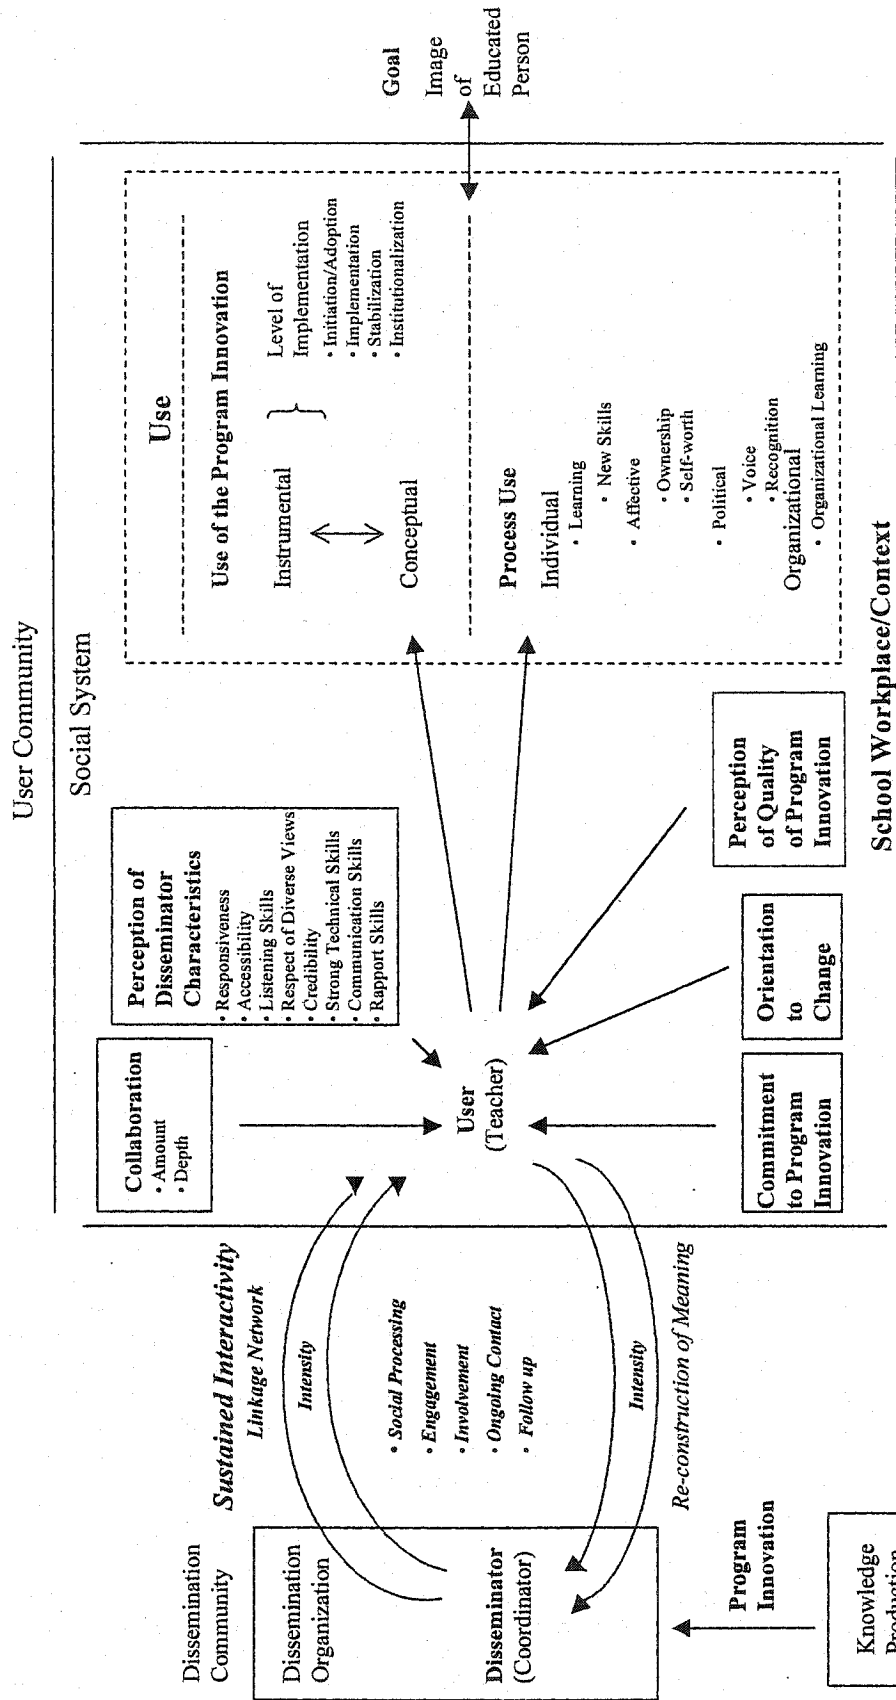 User Community
Social System
Dissemination
Community
Dissemination
Organization
Disseminator
(Coordinator)
Program
Innovation
Knowledge
Production
Sustained Interactivity
Linkage Network
Intensity
• Social Processing
• Engagement
• Involvement
• Ongoing Contact
• Follow up
Intensity
Re-construction of Meaning
Collaboration
• Amount
• Depth
Perception of
Disseminator
Characteristics
• Responsiveness
• Accessibility
• Listening Skills
• Respect of Diverse Views
• Credibility
• Strong Technical Skills
• Communication Skills
• Rapport Skills
User
(Teacher)
Commitment
to Program
Innovation
Orientation
to
Change
Perception
of Quality
of Program
Innovation
School Workplace/Context
Use
Use of the Program Innovation
Instrumental
Conceptual
Level of
Implementation
• Initiation/Adoption
• Implementation
• Stabilization
• Institutionalization
Process Use
Individual
• Learning
• New Skills
• Affective
• Ownership
• Self-worth
• Political
• Voice
• Recognition
Organizational
• Organizational Learning
Goal
Image
of
Educated
Person